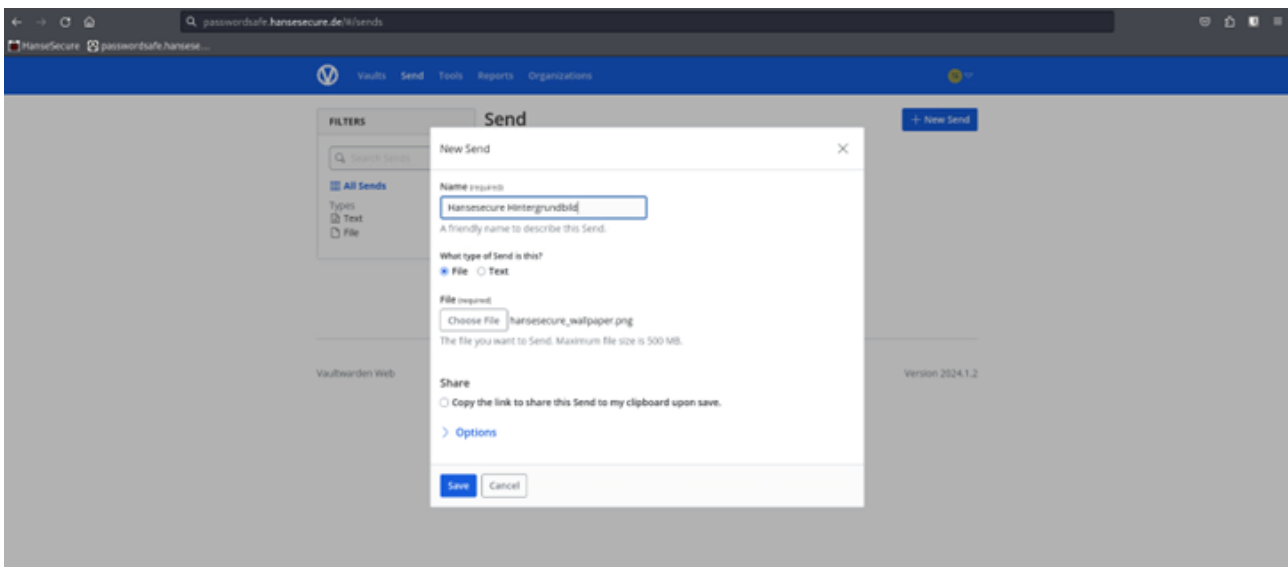 passwordsafe.hansesecure.de/#/sends
HanseSecure passwordsafe.hansese...
Vaults Send Tools Reports Organizations
FILTERS
Search Sends
All Sends
Types
Text
File
Send
+ New Send
New Send
Name (required)
Hansesecure Hintergrundbild
A friendly name to describe this Send.
What type of Send is this?
File Text
File (required)
Choose File hansesecure_wallpaper.png
The file you want to Send. Maximum file size is 500 MB.
Share
Copy the link to share this Send to my clipboard upon save.
Options
Save Cancel
Vaultwarden Web
Version 2024.1.2